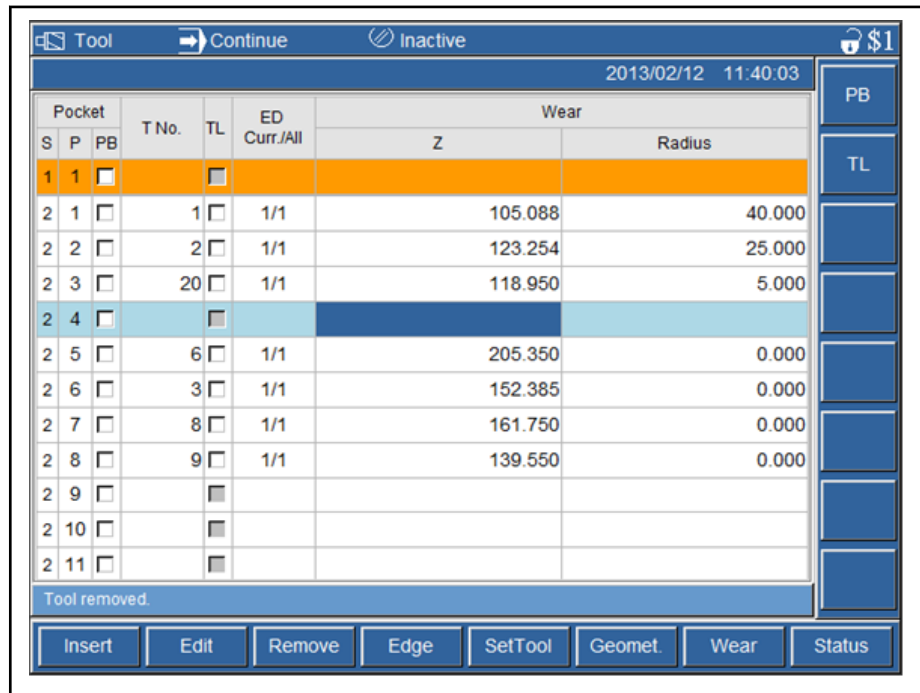 Tool Continue Inactive $1
2013/02/12 11:40:03
PB
Pocket T No. TL ED Curr./All Wear
S P PB Z Radius
TL
1 1
2 1 1 1/1 105.088 40.000
2 2 2 1/1 123.254 25.000
2 3 20 1/1 118.950 5.000
2 4
2 5 6 1/1 205.350 0.000
2 6 3 1/1 152.385 0.000
2 7 8 1/1 161.750 0.000
2 8 9 1/1 139.550 0.000
2 9
2 10
2 11
Tool removed.
Insert Edit Remove Edge SetTool Geomet. Wear Status